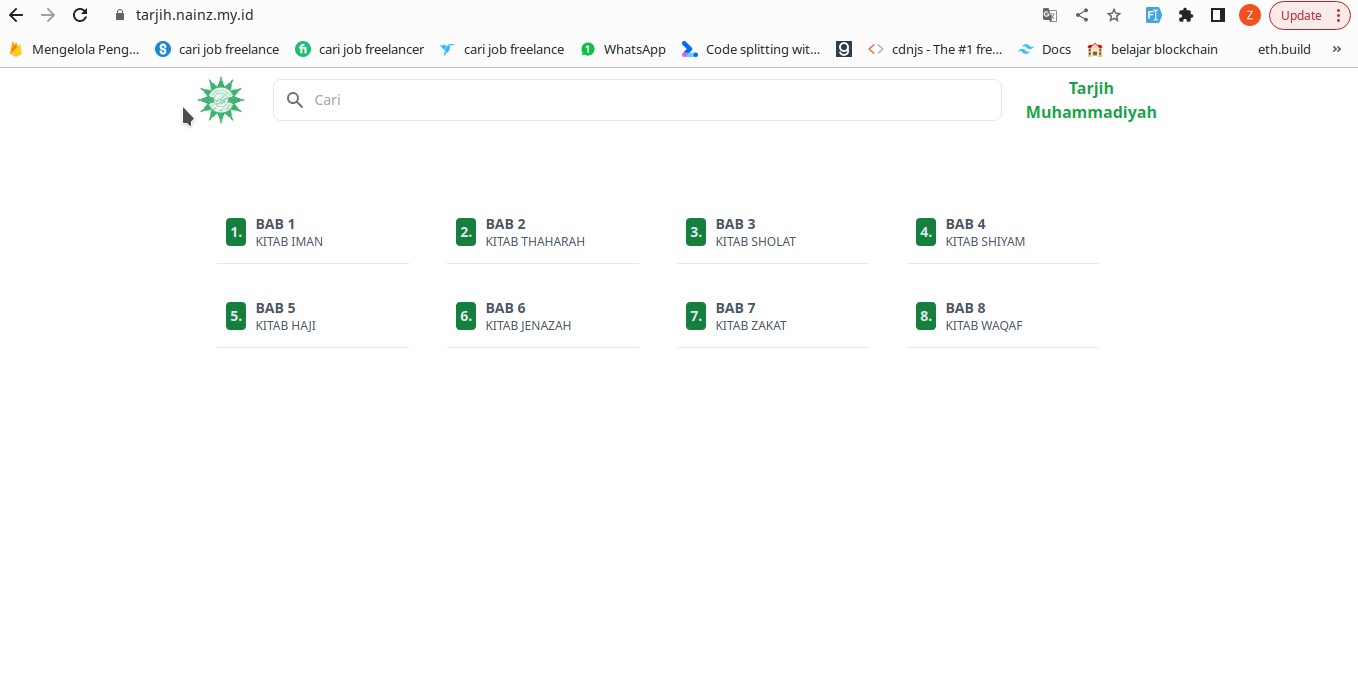 tarjih.nainz.my.id
Z
Update
Mengelola Peng...
cari job freelance
cari job freelancer
cari job freelance
WhatsApp
Code splitting wit...
cdnjs - The #1 fre...
Docs
belajar blockchain
eth.build
»
Cari
Tarjih
Muhammadiyah
1.
BAB 1
KITAB IMAN
2.
BAB 2
KITAB THAHARAH
3.
BAB 3
KITAB SHOLAT
4.
BAB 4
KITAB SHIYAM
5.
BAB 5
KITAB HAJI
6.
BAB 6
KITAB JENAZAH
7.
BAB 7
KITAB ZAKAT
8.
BAB 8
KITAB WAQAF